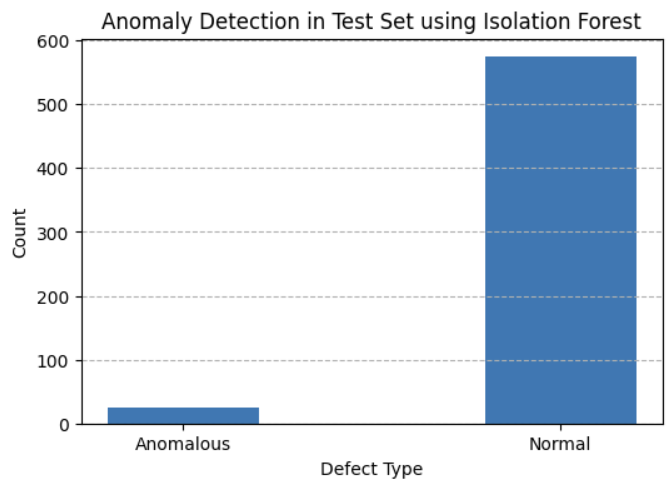 Anomaly Detection in Test Set using Isolation Forest
600
500
400
300
200
100
0
Count
Anomalous
Normal
Defect Type